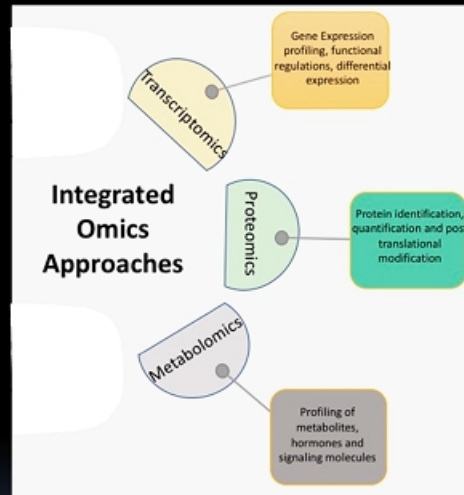 Gene Expression
profiling, functional
regulations, differential
expression
Transcriptomics
Integrated
Omics
Approaches
Proteomics
Protein identification,
quantification and post
translational
modification
Metabolomics
Profiling of
metabolites,
hormones and
signaling molecules